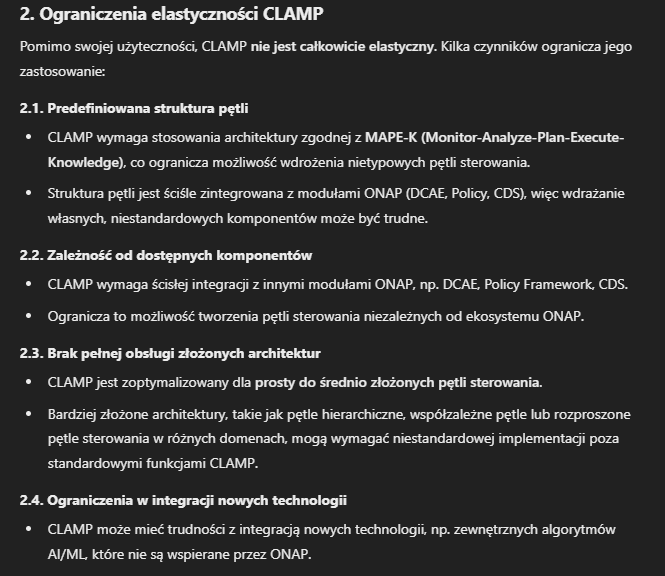 2. Ograniczenia elastyczności CLAMP
Pomimo swojej użyteczności, CLAMP nie jest całkowicie elastyczny. Kilka czynników ogranicza jego
zastosowanie:
2.1. Predefiniowana struktura pętli
• CLAMP wymaga stosowania architektury zgodnej z MAPE-K (Monitor-Analyze-Plan-Execute-
Knowledge), co ogranicza możliwość wdrożenia nietypowych pętli sterowania.
• Struktura pętli jest ściśle zintegrowana z modułami ONAP (DCAE, Policy, CDS), więc wdrażanie
własnych, niestandardowych komponentów może być trudne.
2.2. Zależność od dostępnych komponentów
• CLAMP wymaga ścisłej integracji z innymi modułami ONAP, np. DCAE, Policy Framework, CDS.
• Ogranicza to możliwość tworzenia pętli sterowania niezależnych od ekosystemu ONAP.
2.3. Brak pełnej obsługi złożonych architektur
• CLAMP jest zoptymalizowany dla prosty do średnio złożonych pętli sterowania.
• Bardziej złożone architektury, takie jak pętle hierarchiczne, współzależne pętle lub rozproszone
pętle sterowania w różnych domenach, mogą wymagać niestandardowej implementacji poza
standardowymi funkcjami CLAMP.
2.4. Ograniczenia w integracji nowych technologii
• CLAMP może mieć trudności z integracją nowych technologii, np. zewnętrznych algorytmów
AI/ML, które nie są wspierane przez ONAP.